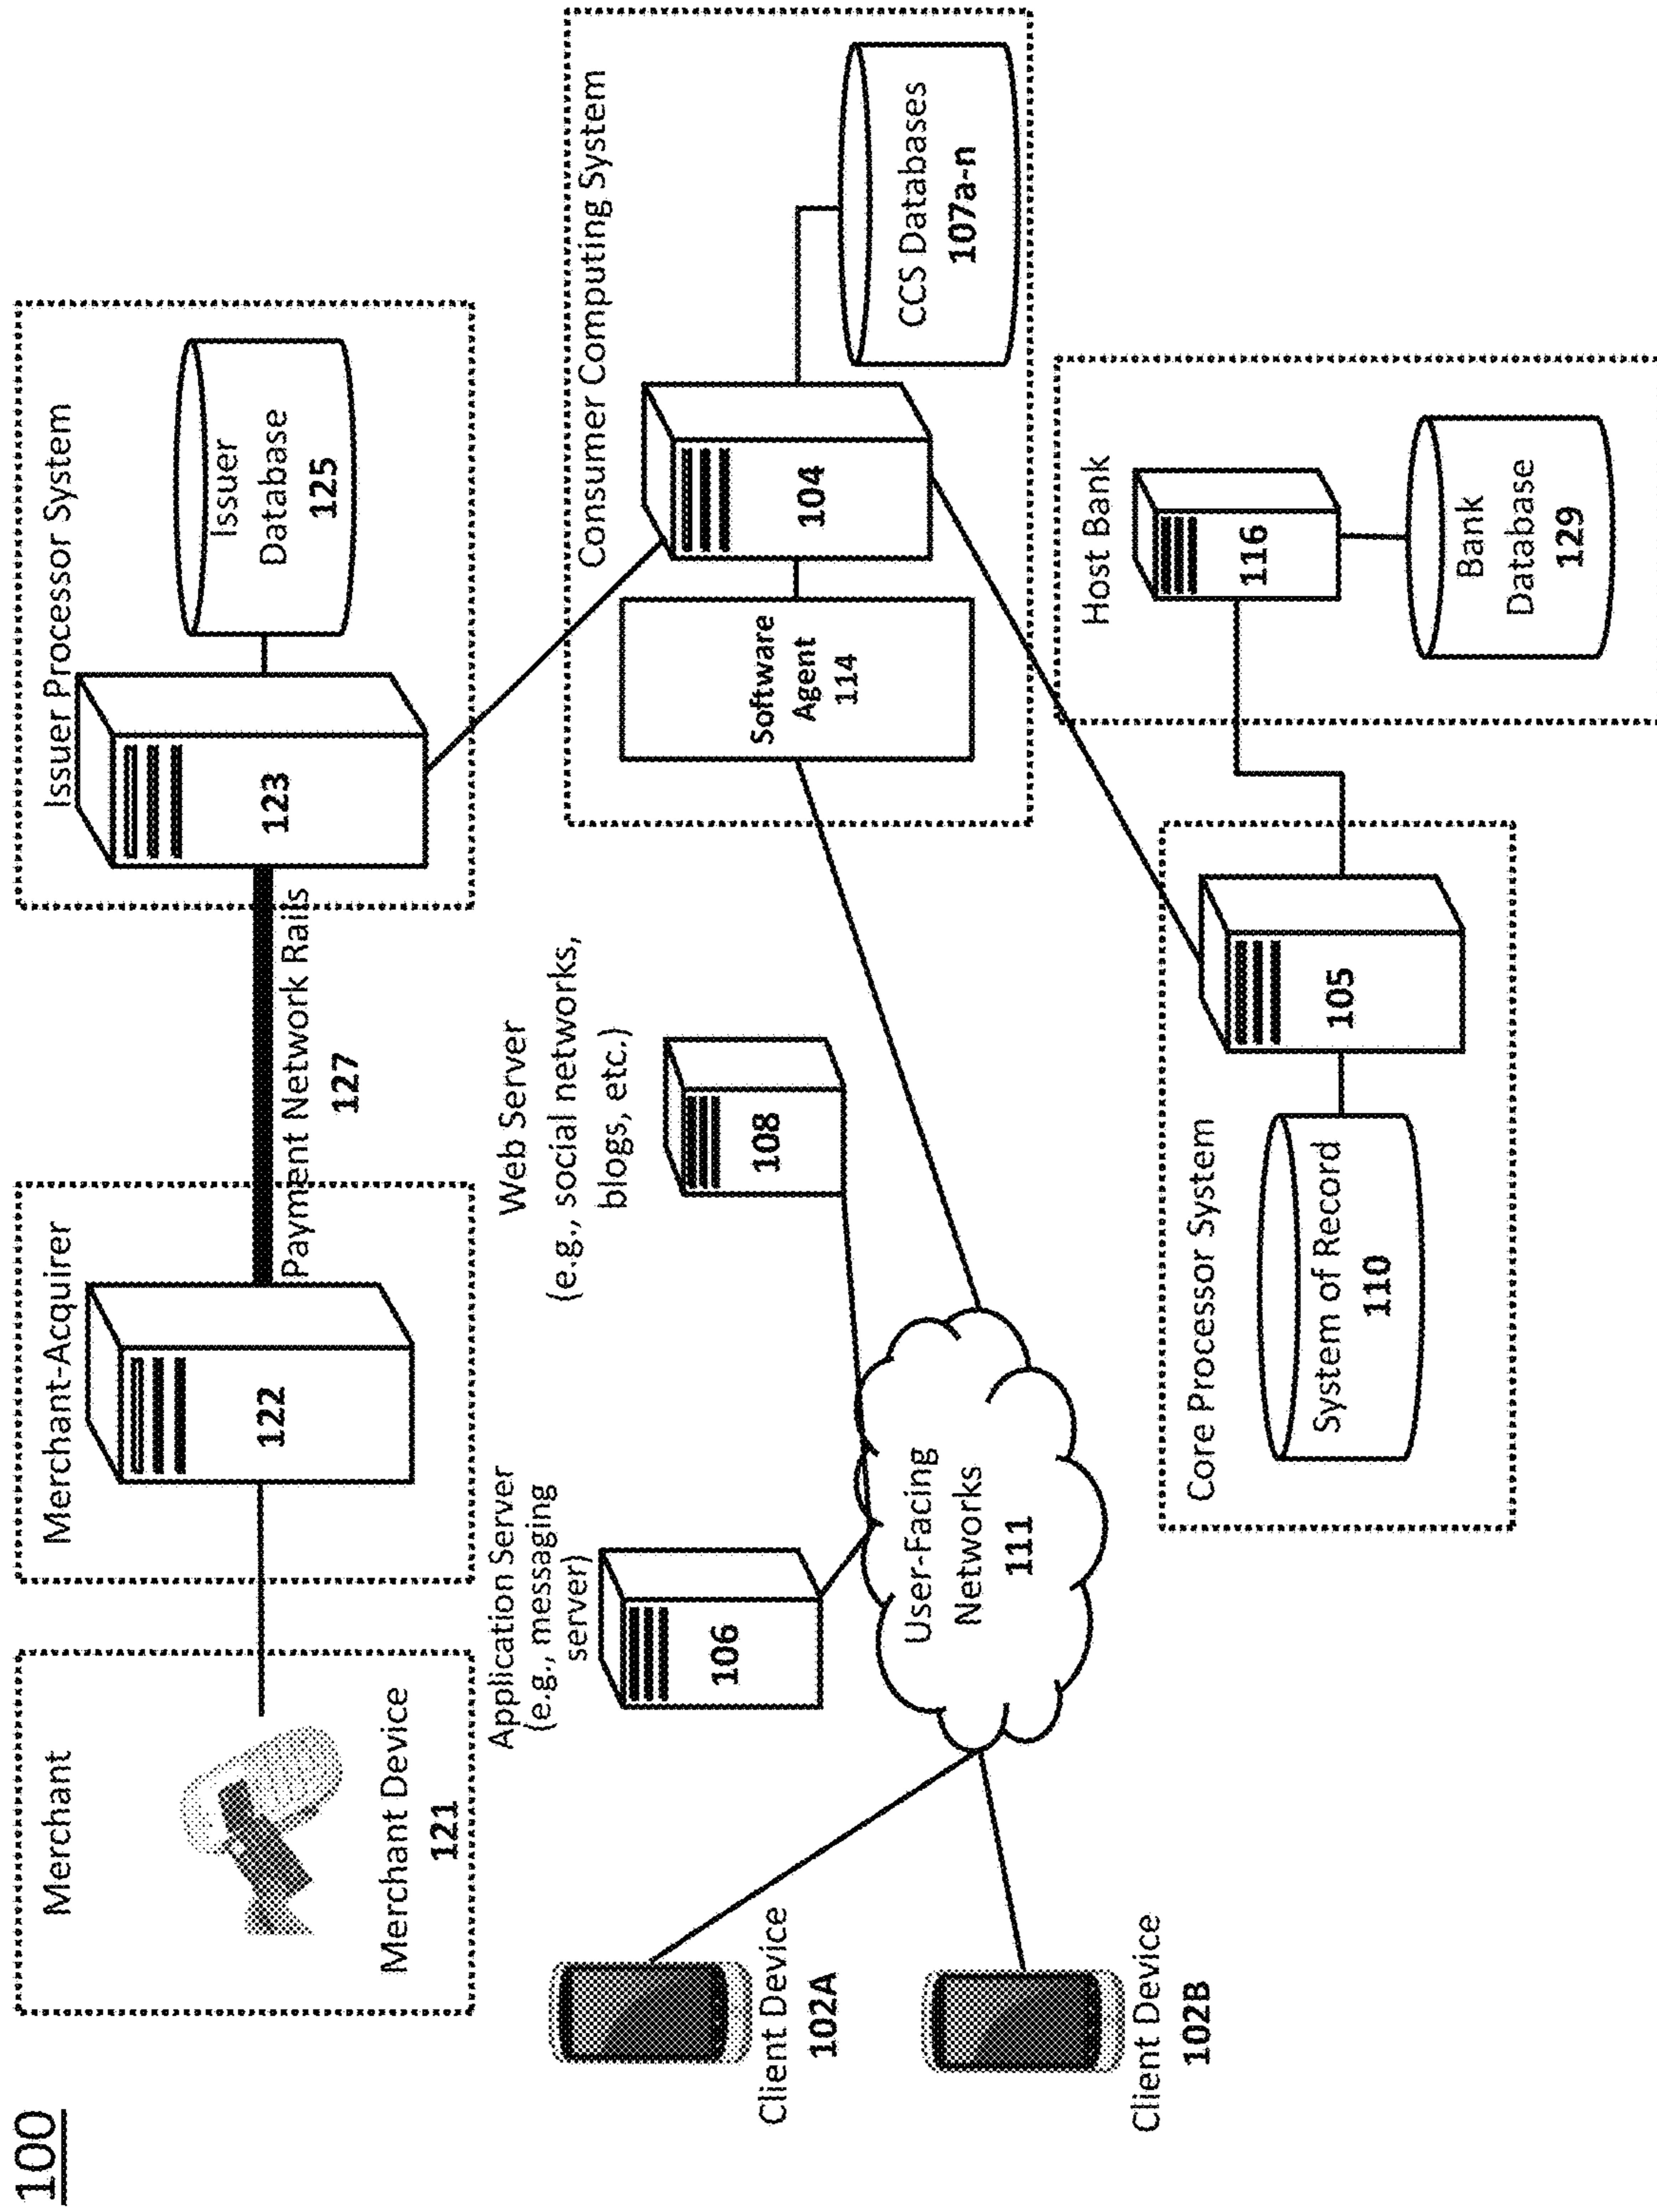 100
Merchant
Merchant Device
121
Merchant-Acquirer
122
Payment Network Rails
127
Issuer Processor System
123
Issuer
Database
125
Application Server
(e.g., messaging
server)
106
Web Server
(e.g., social networks,
blogs, etc.)
108
Consumer Computing System
Software
Agent
114
104
CCS Databases
107a-n
Client Device
102A
Client Device
102B
User-Facing
Networks
111
Core Processor System
System of Record
110
105
Host Bank
116
Bank
Database
129